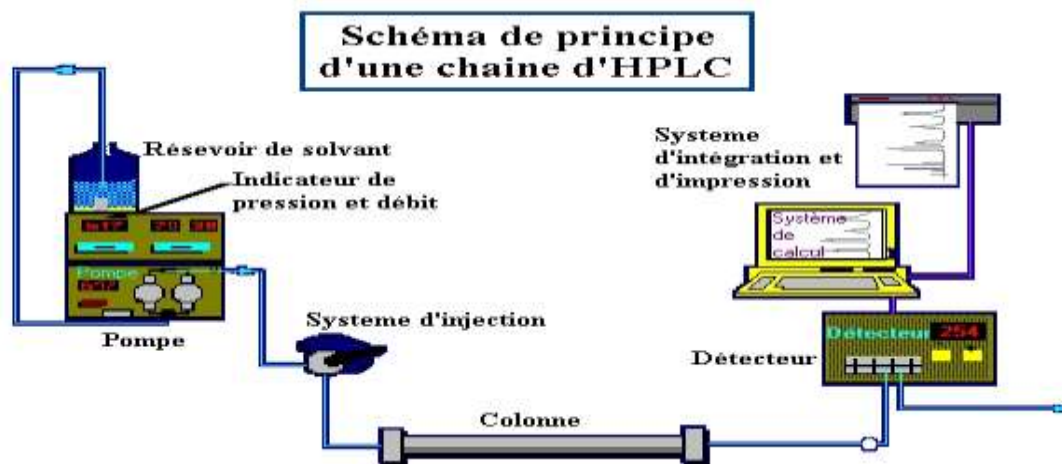 Schéma de principe
d'une chaine d'HPLC
Résevoir de solvant
Indicateur de
pression et débit
Pompe
Pompe
Systeme d'injection
Colonne
Systeme
d'intégration et
d'impression
Système
de
calcul
Détecteur 254
Détecteur